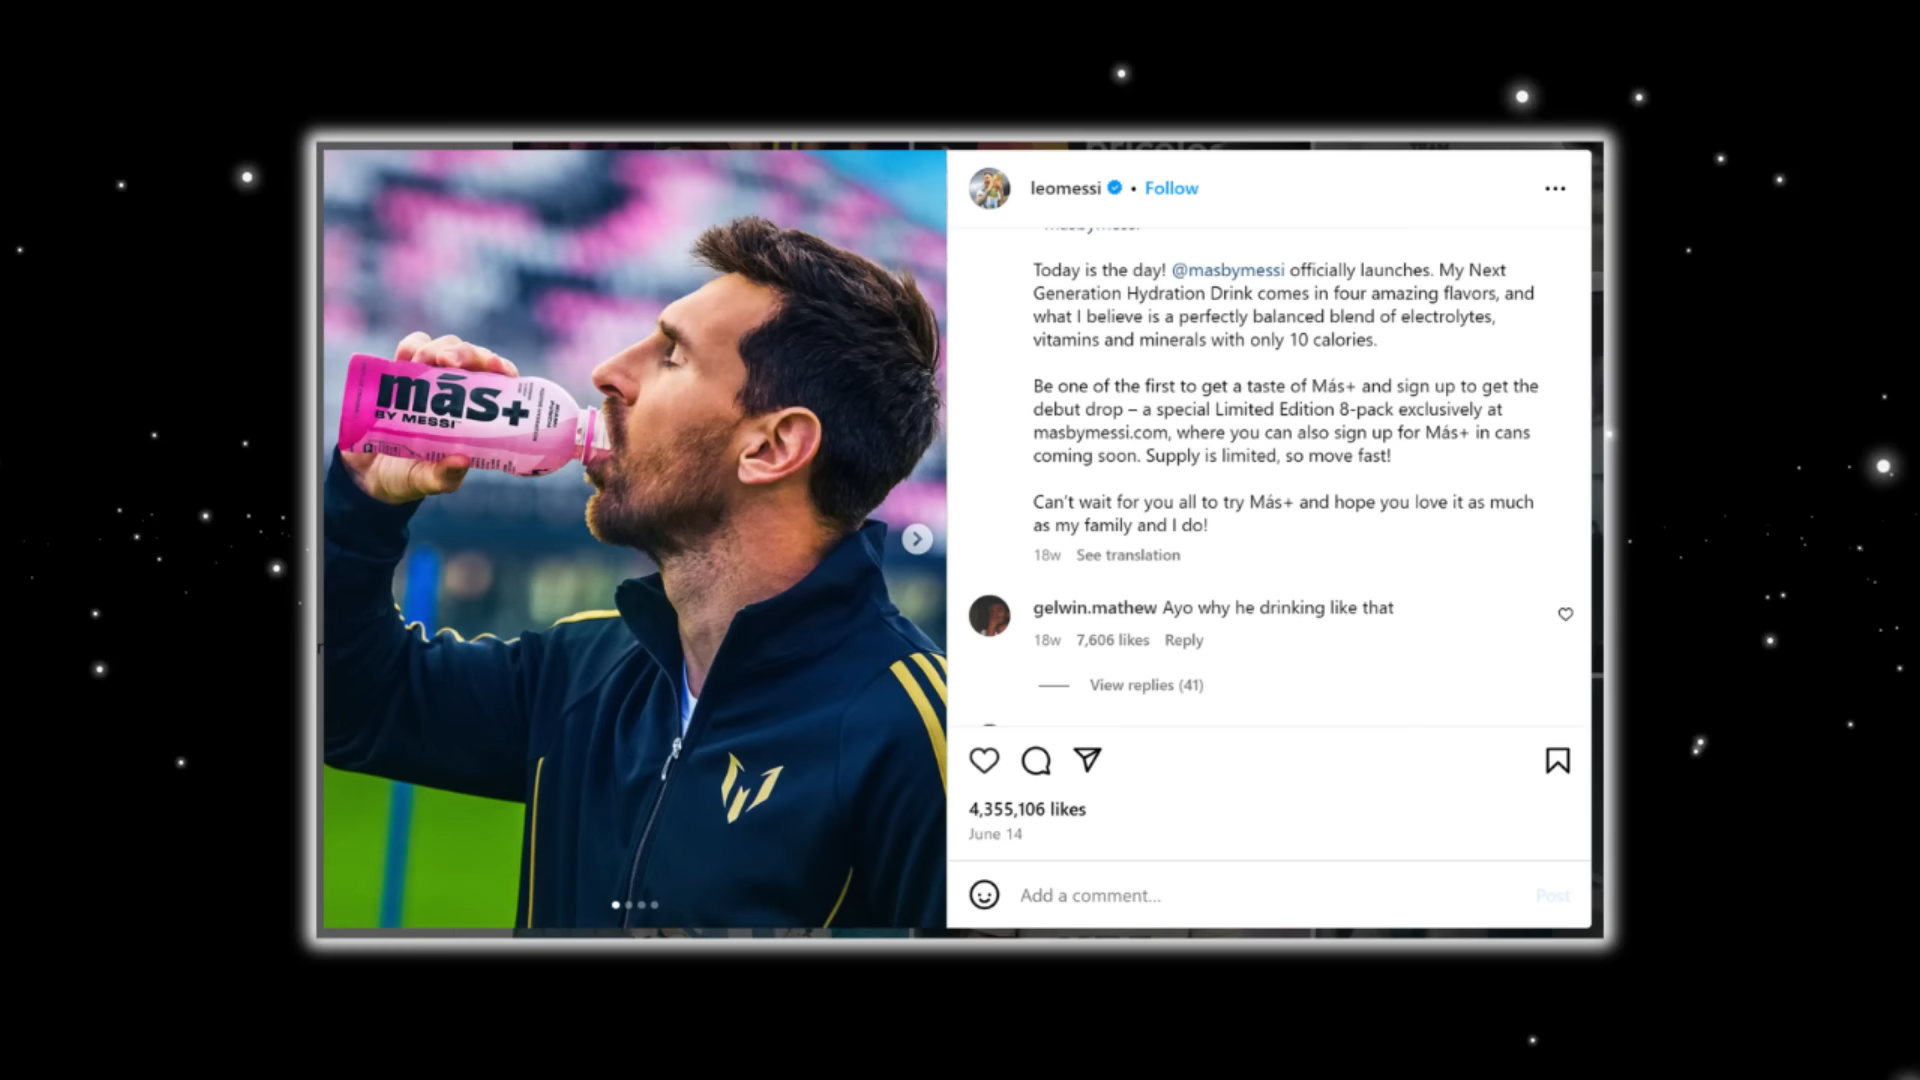 más+
BY MESSI
leomessi • Follow
Today is the day! @masbymessi officially launches. My Next
Generation Hydration Drink comes in four amazing flavors, and
what I believe is a perfectly balanced blend of electrolytes,
vitamins and minerals with only 10 calories.
Be one of the first to get a taste of Más+ and sign up to get the
debut drop – a special Limited Edition 8-pack exclusively at
masbymessi.com, where you can also sign up for Más+ in cans
coming soon. Supply is limited, so move fast!
Can't wait for you all to try Más+ and hope you love it as much
as my family and I do!
18w See translation
gelwin.mathew Ayo why he drinking like that
18w 7,606 likes Reply
View replies (41)
4,355,106 likes
June 14
Add a comment...
Post